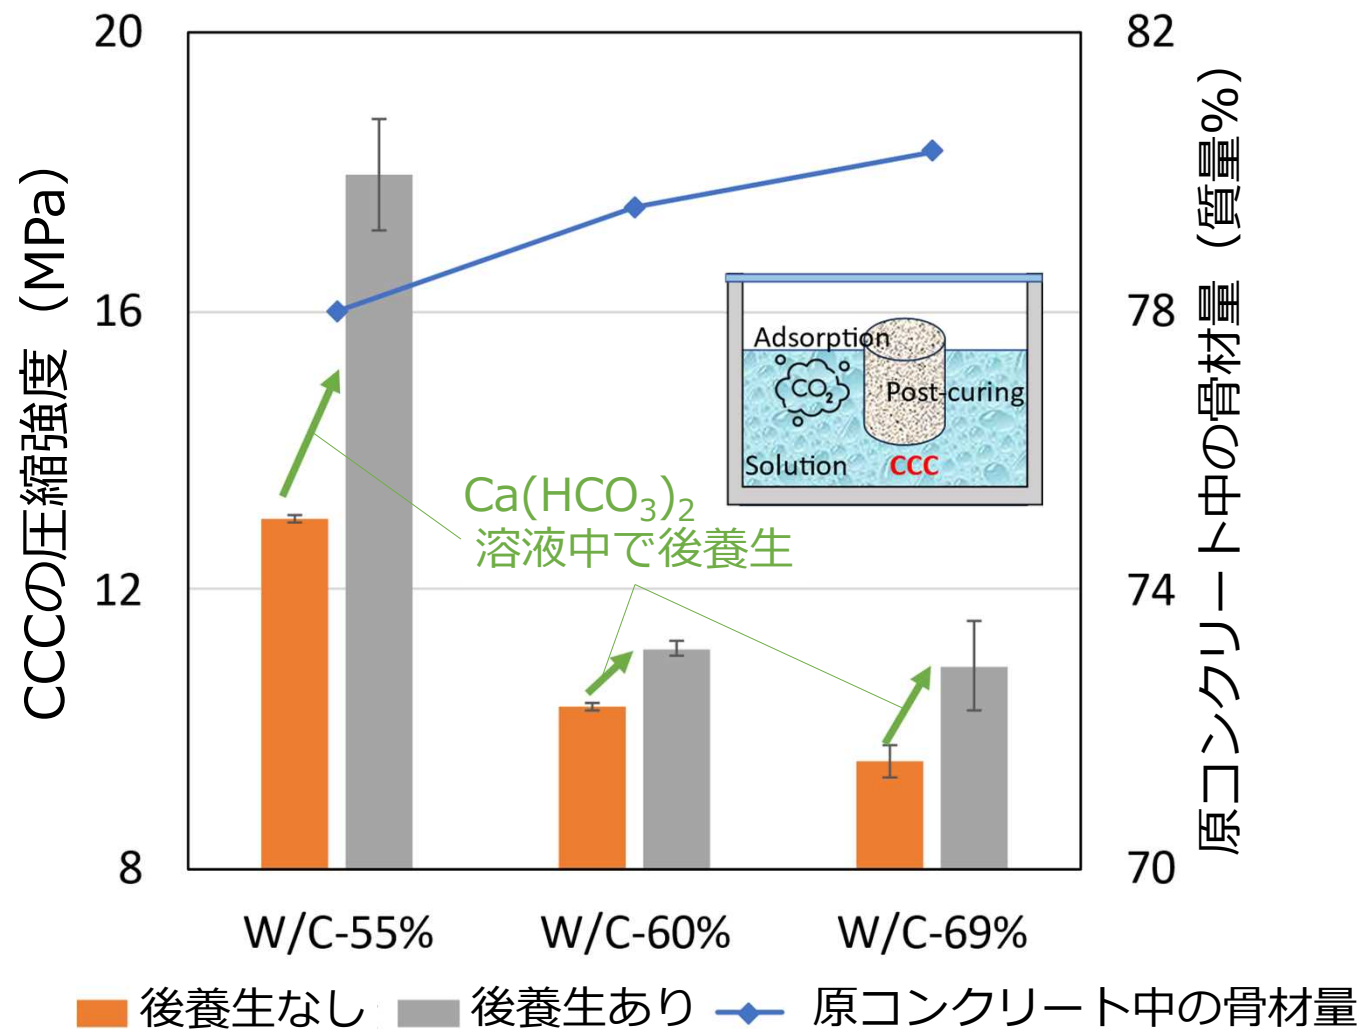 20
16
12
8
CCCの圧縮強度（MPa）
82
78
74
70
原コンクリート中の骨材量（質量％）
Adsorption
CO₂
Post-curing
Solution
CCC
Ca(HCO₃)₂
溶液中で後養生
W/C-55%
W/C-60%
W/C-69%
後養生なし
後養生あり
原コンクリート中の骨材量